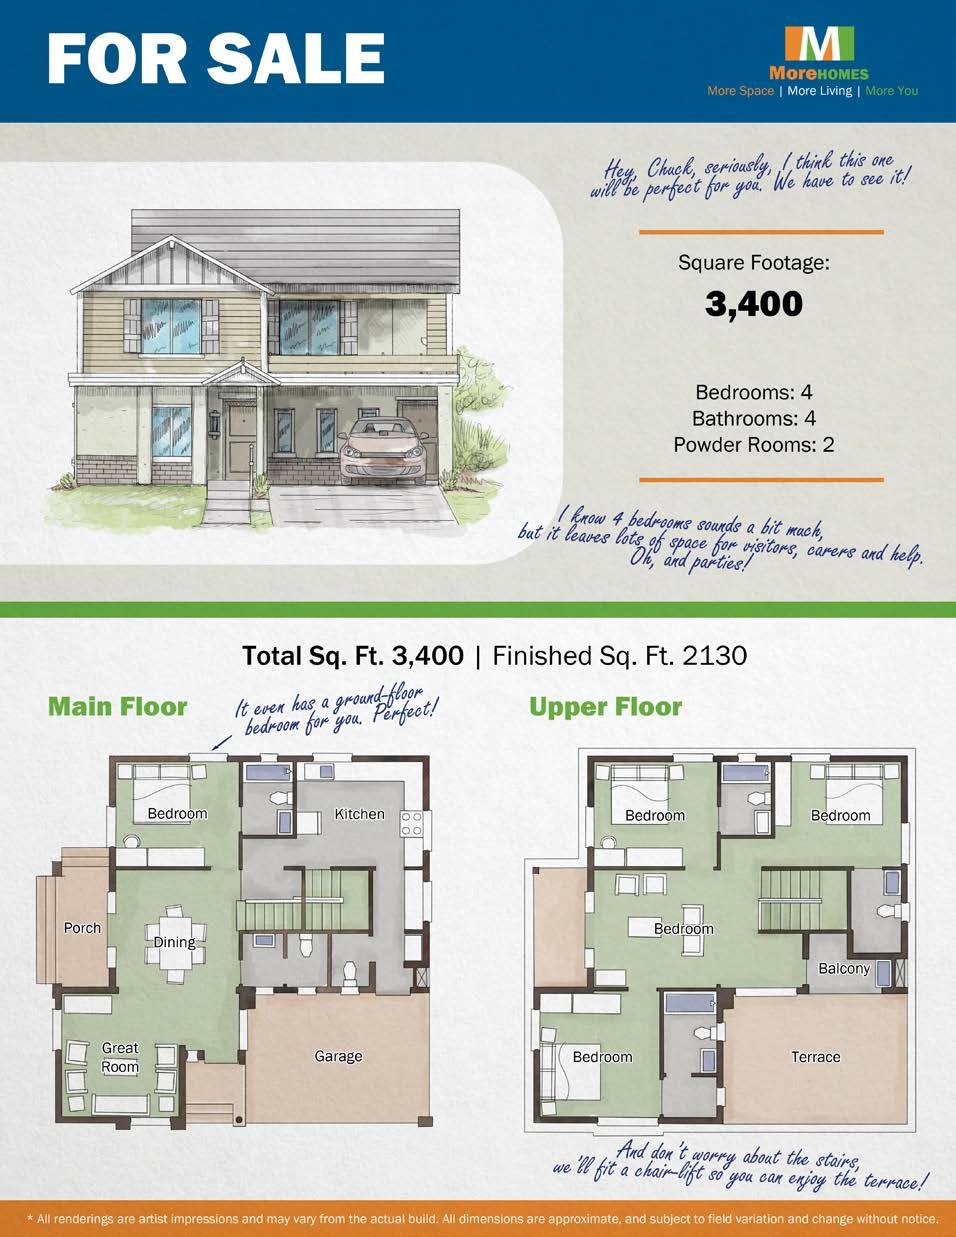 FOR SALE
M
MoreHOMES
More Space | More Living | More You
Hey, Chuck, seriously, I think this one
will be perfect for you. We have to see it!
Square Footage:
3,400
Bedrooms: 4
Bathrooms: 4
Powder Rooms: 2
I know 4 bedrooms sounds a bit much,
but it leaves lots of space for visitors, carers and help.
Oh, and parties!
Total Sq. Ft. 3,400 | Finished Sq. Ft. 2130
Main Floor
It even has a ground-floor
bedroom for you. Perfect!
Bedroom
Kitchen
Porch
Dining
Great
Room
Garage
Upper Floor
Bedroom
Bedroom
Bedroom
Balcony
Bedroom
Terrace
And don't worry about the stairs,
we'll fit a chair-lift so you can enjoy the terrace!
* All renderings are artist impressions and may vary from the actual build. All dimensions are approximate, and subject to field variation and change without notice.